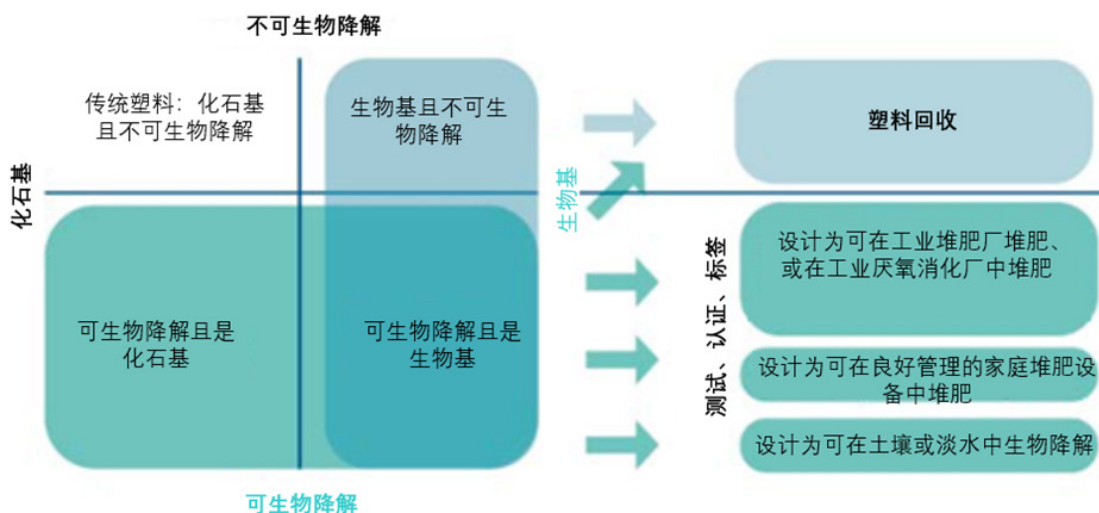 不可生物降解
传统塑料：化石基
且不可生物降解
生物基且不可生
物降解
化石基
生物基
可生物降解且是
化石基
可生物降解且是
生物基
可生物降解
塑料回收
测试、认证、标签
设计为可在工业堆肥厂堆肥、
或在工业厌氧消化厂中堆肥
设计为可在良好管理的家庭堆肥设
备中堆肥
设计为可在土壤或淡水中生物降解